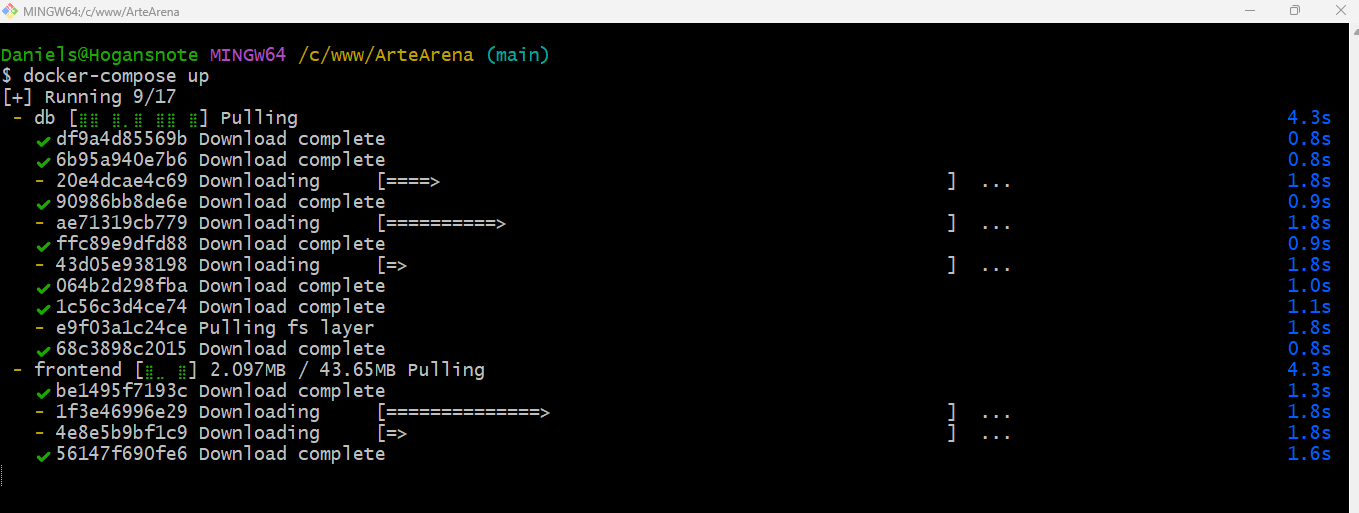 MINGW64:/c/www/ArteArena
Daniels@Hogansnote MINGW64 /c/www/ArteArena (main)
$ docker-compose up
[+] Running 9/17
- db [⣿⣿ ⣿⣀⣿ ⣿⣿ ⣿] Pulling 4.3s
✔ df9a4d85569b Download complete 0.8s
✔ 6b95a940e7b6 Download complete 0.8s
- 20e4dcae4c69 Downloading [====> ] ... 1.8s
✔ 90986bb8de6e Download complete 0.9s
- ae71319cb779 Downloading [==========> ] ... 1.8s
✔ ffc89e9dfd88 Download complete 0.9s
- 43d05e938198 Downloading [=> ] ... 1.8s
✔ 064b2d298fba Download complete 1.0s
✔ 1c56c3d4ce74 Download complete 1.1s
- e9f03a1c24ce Pulling fs layer 1.8s
✔ 68c3898c2015 Download complete 0.8s
- frontend [⣿⣀ ⣿] 2.097MB / 43.65MB Pulling 4.3s
✔ be1495f7193c Download complete 1.3s
- 1f3e46996e29 Downloading [==============> ] ... 1.8s
- 4e8e5b9bf1c9 Downloading [=> ] ... 1.8s
✔ 56147f690fe6 Download complete 1.6s